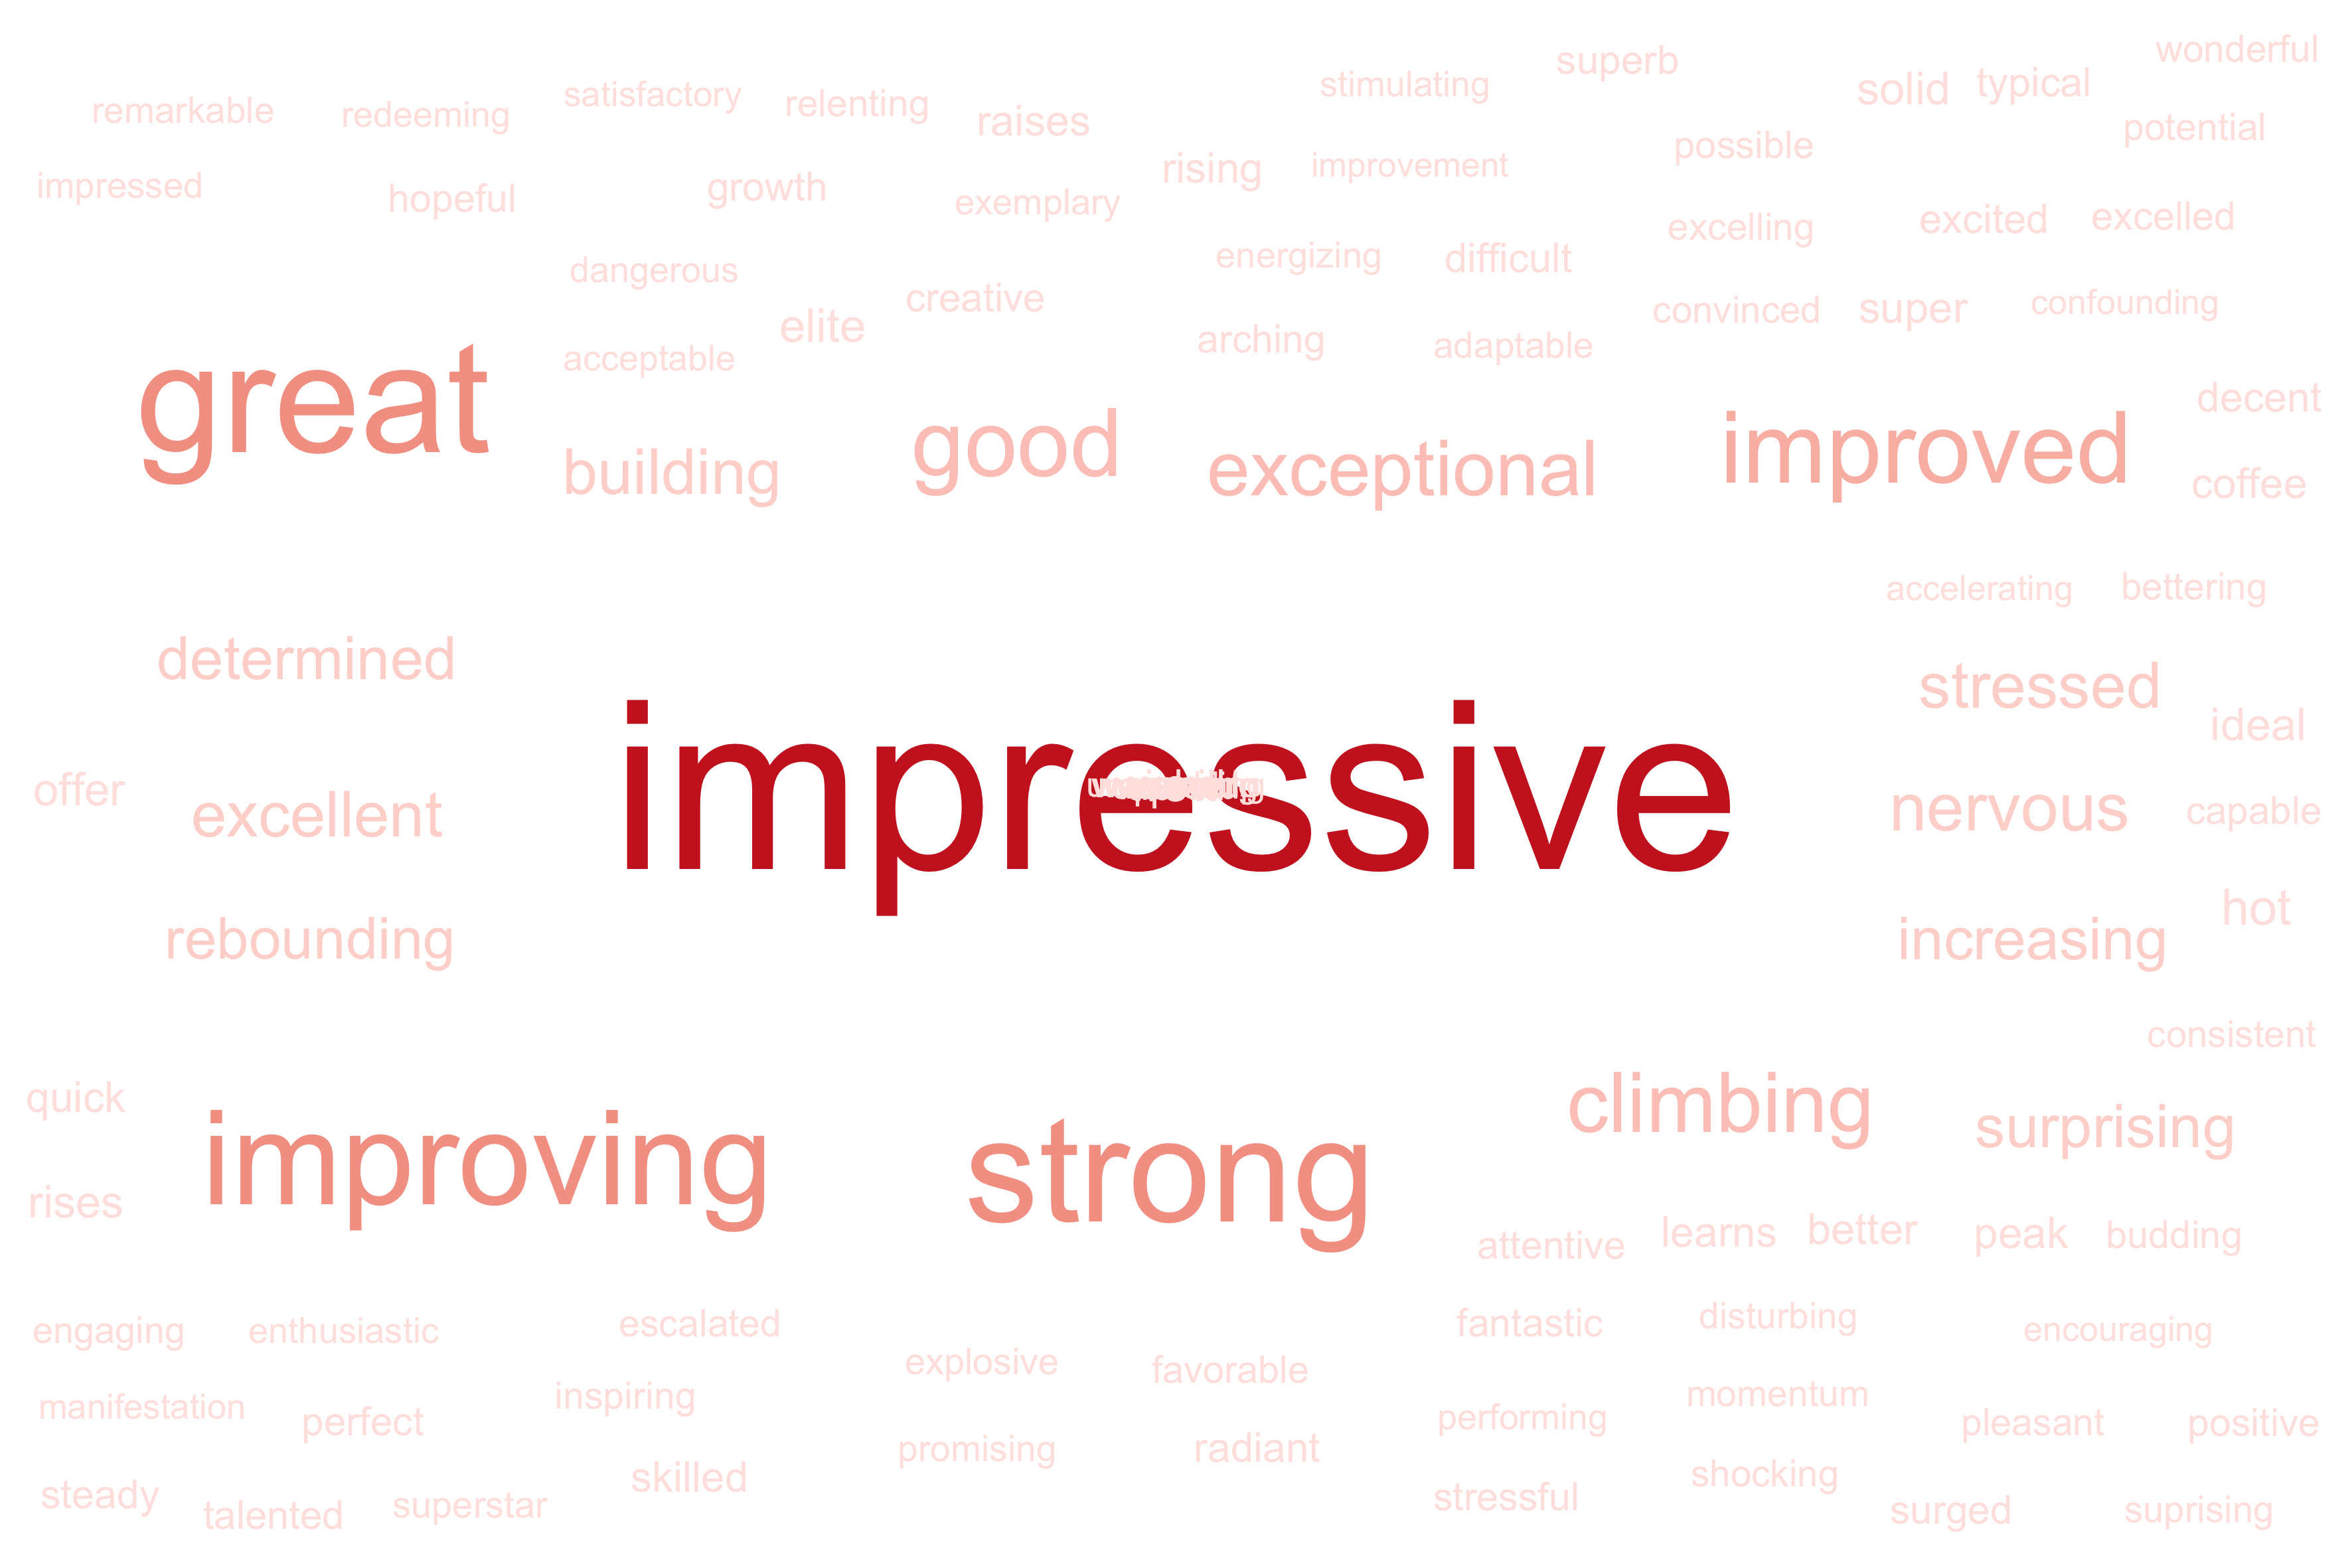 wonderful
superb
stimulating
solid typical
satisfactory
relenting
remarkable
redeeming
raises
possible
potential
rising
improvement
impressed
hopeful
growth
exemplary
excelling
excited
excelled
energizing
difficult
dangerous
creative
convinced
super
confounding
elite
arching
adaptable
acceptable
great
decent
good
improved
building
exceptional
coffee
accelerating
bettering
determined
stressed
ideal
impressive
offer
excellent
nervous
capable
hot
rebounding
increasing
consistent
quick
climbing
surprising
improving
strong
rises
attentive
learns
better
peak
budding
engaging
enthusiastic
escalated
fantastic
disturbing
encouraging
explosive
favorable
manifestation
inspiring
momentum
perfect
performing
pleasant
positive
promising
radiant
skilled
shocking
steady
talented
superstar
stressful
surged
suprising